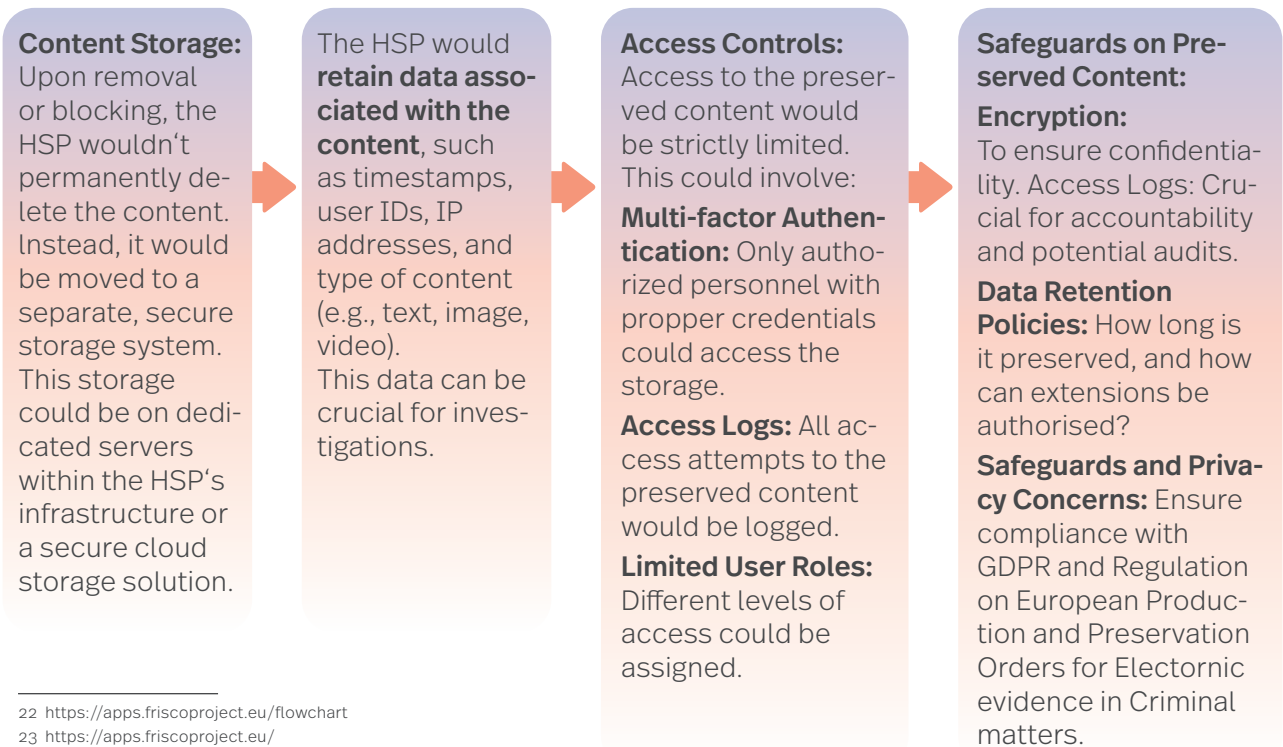 Content Storage:
Upon removal
or blocking, the
HSP wouldn‘t
permanently de-
lete the content.
Instead, it would
be moved to a
separate, secure
storage system.
This storage
could be on dedi-
cated servers
within the HSP‘s
infrastructure or
a secure cloud
storage solution.
The HSP would
retain data asso-
ciated with the
content, such
as timestamps,
user IDs, IP
addresses, and
type of content
(e.g., text, image,
video).
This data can be
crucial for inves-
tigations.
Access Controls:
Access to the preser-
ved content would
be strictly limited.
This could involve:
Multi-factor Authen-
tication: Only autho-
rized personnel with
propper credentials
could access the
storage.
Access Logs: All ac-
cess attempts to the
preserved content
would be logged.
Limited User Roles:
Different levels of
access could be
assigned.
Safeguards on Pre-
served Content:
Encryption:
To ensure confidentia-
lity. Access Logs: Cru-
cial for accountability
and potential audits.
Data Retention
Policies: How long is
it preserved, and how
can extensions be
authorised?
Safeguards and Priva-
cy Concerns: Ensure
compliance with
GDPR and Regulation
on European Produc-
tion and Preservation
Orders for Electornic
evidence in Criminal
matters.
22 https://apps.friscoproject.eu/flowchart
23 https://apps.friscoproject.eu/